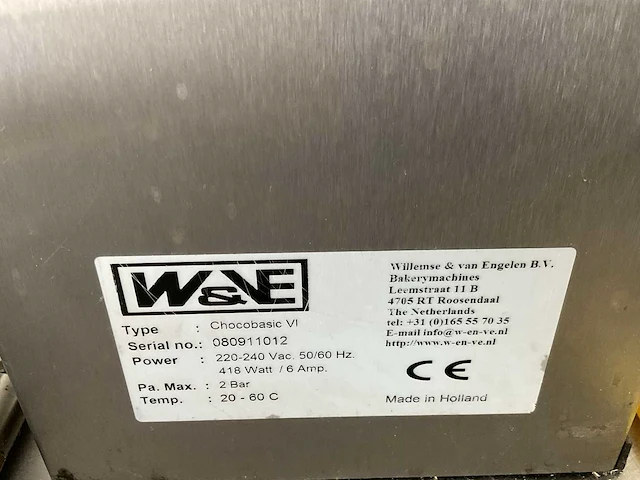 W&VE
Willemse & van Engelen B.V.
Bakerymachines
Leemstraat 11 B
4705 RT Roosendaal
The Netherlands
tel: +31 (0)165 55 70 35
E-mail info@w-en-ve.nl
http://www.w-en-ve.nl
Type : Chocobasic VI
Serial no.: 080911012
Power : 220-240 Vac. 50/60 Hz.
418 Watt / 6 Amp.
Pa. Max. : 2 Bar
Temp. : 20 - 60 C
CE
Made in Holland